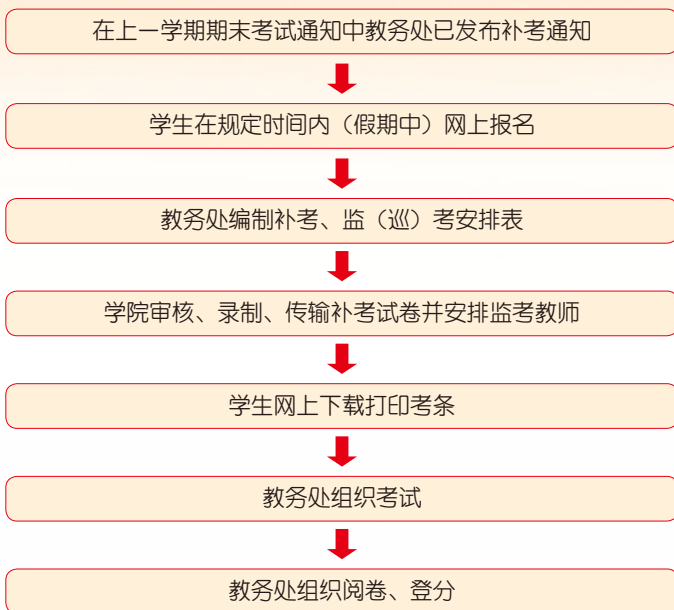 在上一学期期末考试通知中教务处已发布补考通知
学生在规定时间内（假期中）网上报名
教务处编制补考、监（巡）考安排表
学院审核、录制、传输补考试卷并安排监考教师
学生网上下载打印考条
教务处组织考试
教务处组织阅卷、登分